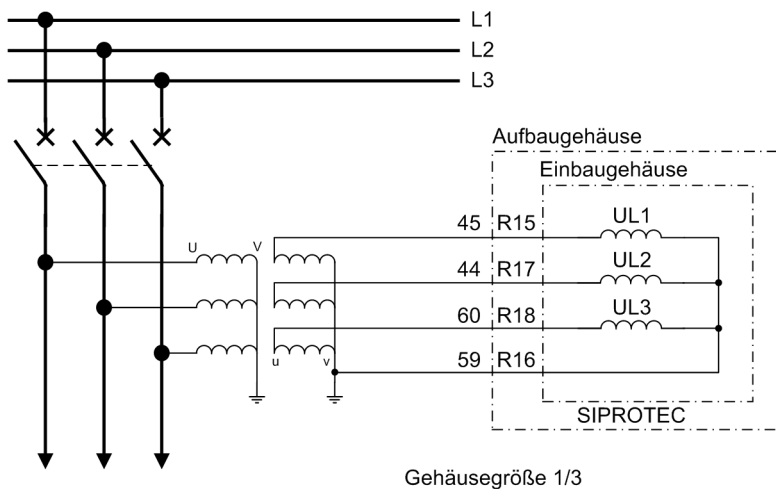 L1
L2
L3
Aufbaugehäuse
Einbaugehäuse
U V
45 R15 UL1
44 R17 UL2
60 R18 UL3
u v
59 R16
SIPROTEC
Gehäusegröße 1/3